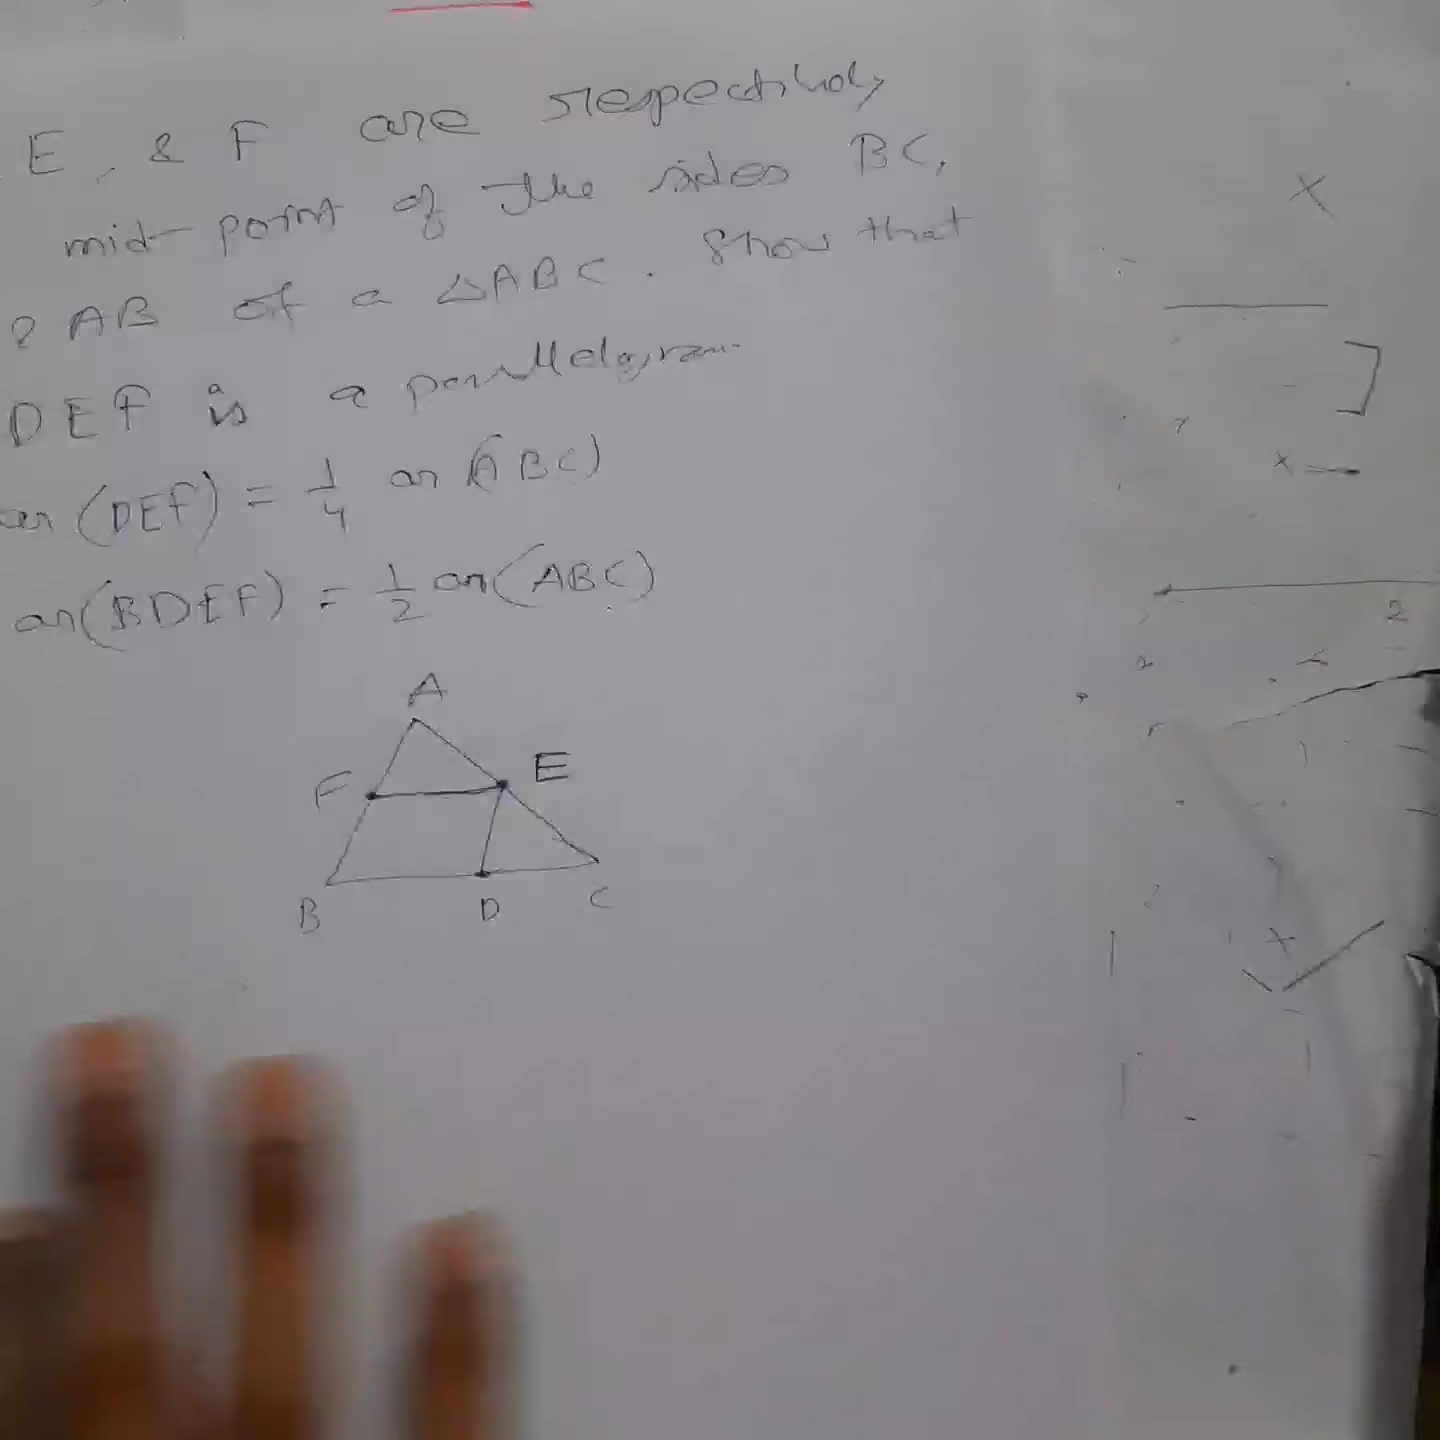 E, & F are respectively
mid-point of the sides BC,
& AB of a △ABC. Show that
DEF is a parallelogram
ar (DEF) = 1/4 ar (ABC)
ar(BDEF) = 1/2 ar(ABC)
A
F E
B D C
x
x
2
x